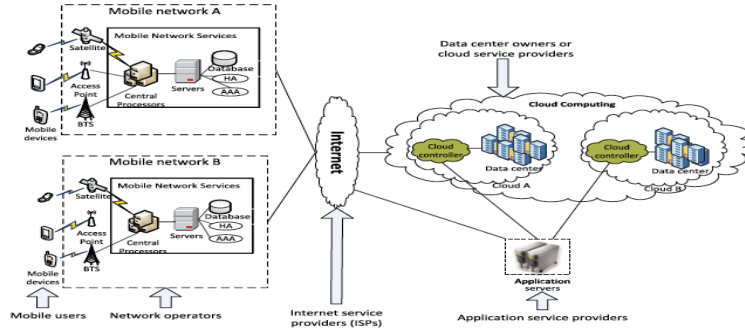 Mobile network A
Mobile Network Services
Satellite
Database
HA
AAA
Access
Point
Servers
Central
Processors
BTS
Mobile
devices
Mobile network B
Mobile Network Services
Satellite
Database
HA
AAA
Access
Point
Servers
Central
Processors
BTS
Mobile
devices
Mobile users
Network operators
Internet
Internet service
providers (ISPs)
Data center owners or
cloud service providers
Cloud Computing
Cloud
controller
Data center
Cloud A
Cloud
controller
Data center
Cloud B
Application
servers
Application service providers